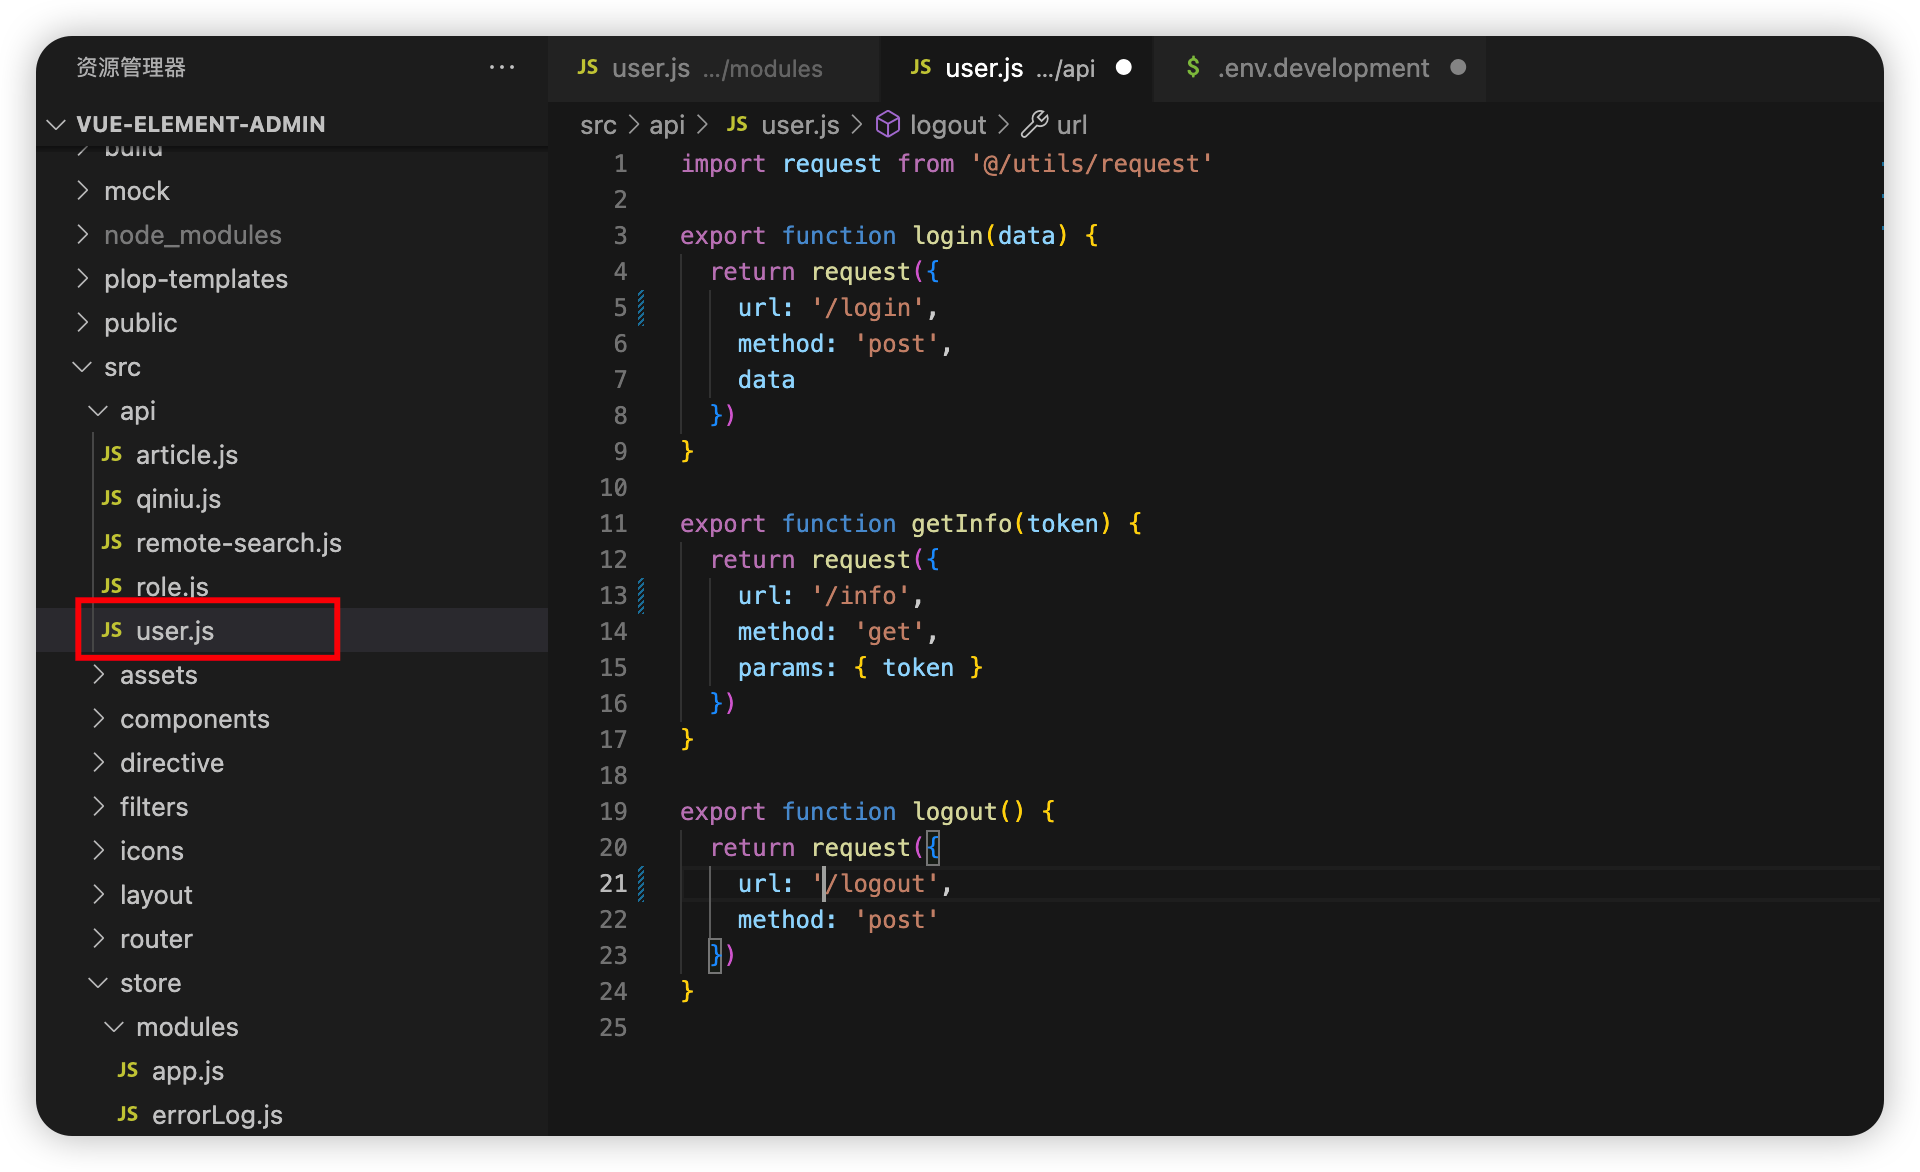 资源管理器 ...
VUE-ELEMENT-ADMIN
build
mock
node_modules
plop-templates
public
src
api
JS article.js
JS qiniu.js
JS remote-search.js
JS role.js
JS user.js
assets
components
directive
filters
icons
layout
router
store
modules
JS app.js
JS errorLog.js
JS user.js .../modules JS user.js .../api $ .env.development
src > api > JS user.js > logout > url
1 import request from '@/utils/request'
2
3 export function login(data) {
4 return request({
5 url: '/login',
6 method: 'post',
7 data
8 })
9 }
10
11 export function getInfo(token) {
12 return request({
13 url: '/info',
14 method: 'get',
15 params: { token }
16 })
17 }
18
19 export function logout() {
20 return request({
21 url: '/logout',
22 method: 'post'
23 })
24 }
25